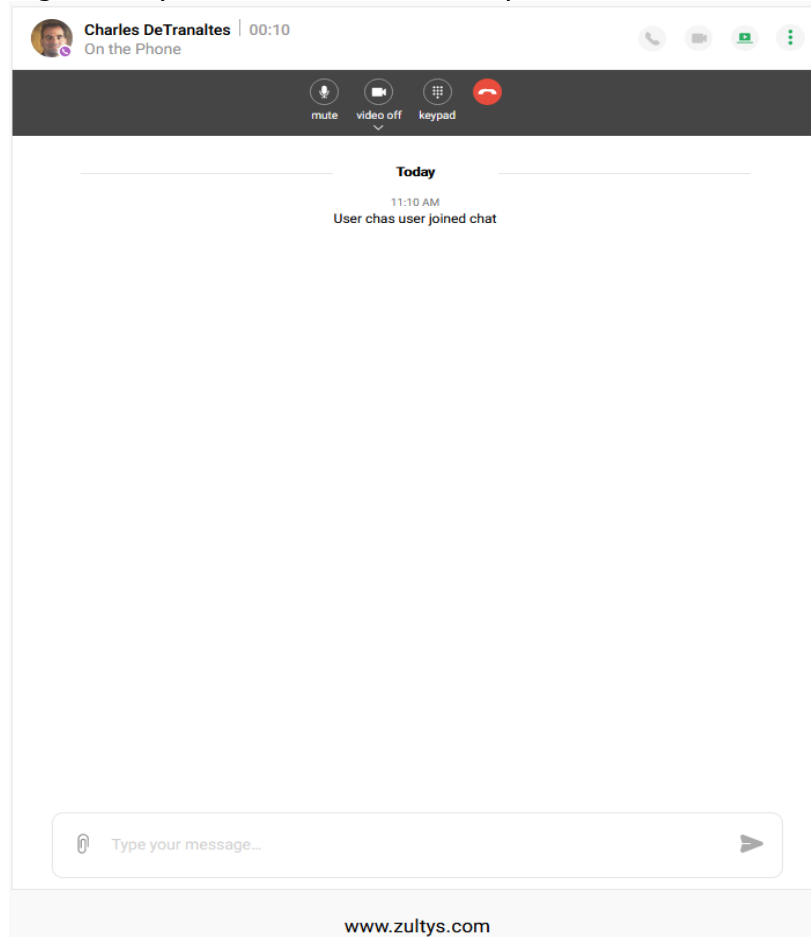 Charles DeTranaltes | 00:10
On the Phone
mute video off keypad
Today
11:10 AM
User chas user joined chat
Type your message...
www.zultys.com